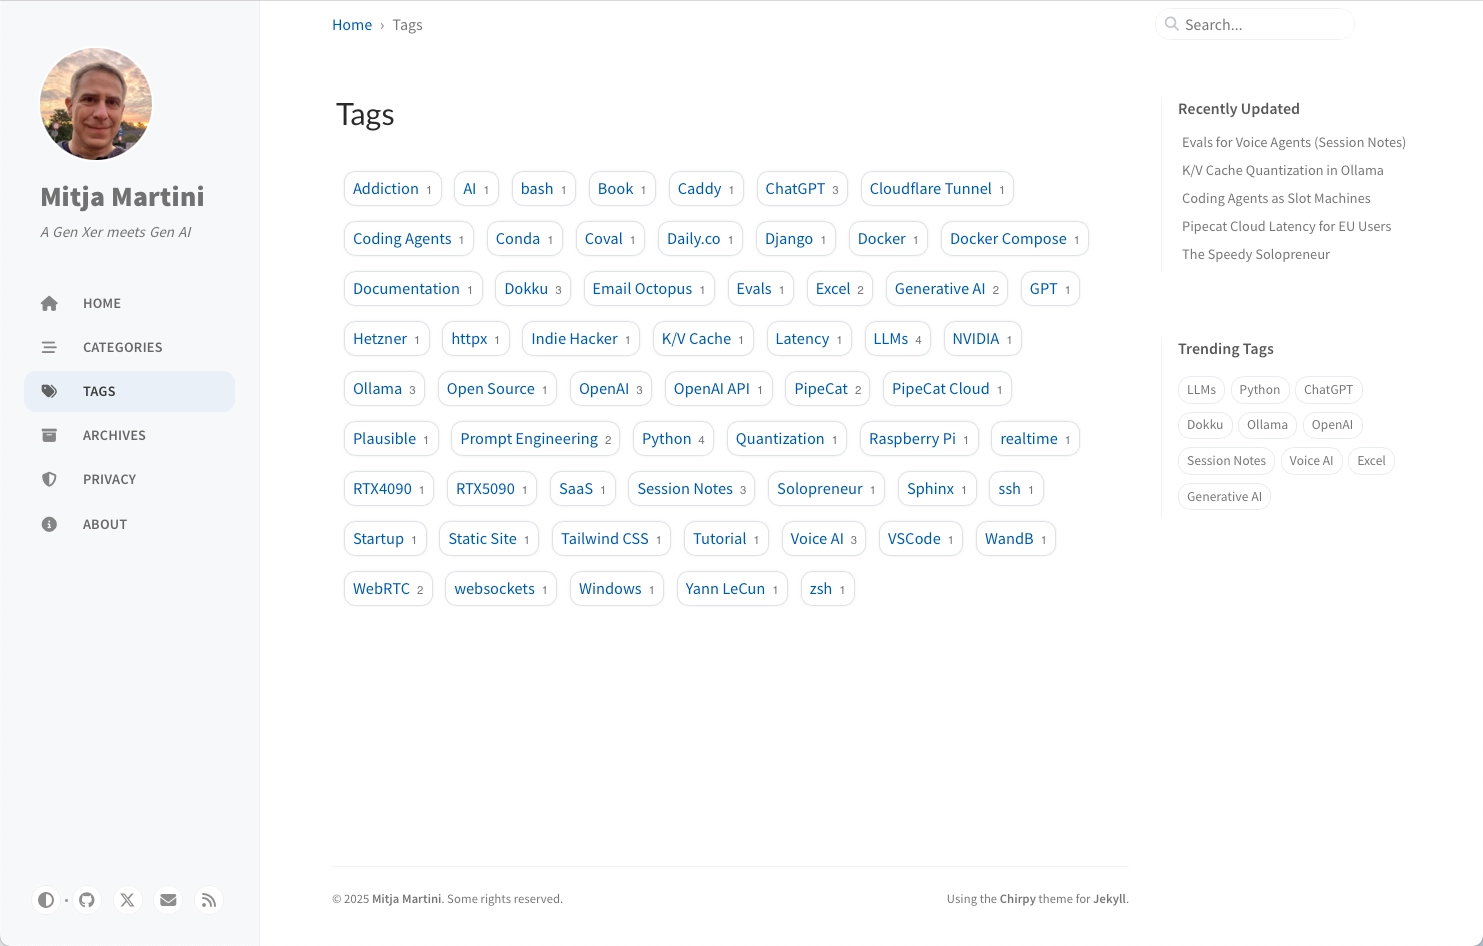 Mitja Martini
A Gen Xer meets Gen AI
HOME
CATEGORIES
TAGS
ARCHIVES
PRIVACY
ABOUT
Home › Tags
Search...
Tags
Addiction 1 AI 1 bash 1 Book 1 Caddy 1 ChatGPT 3 Cloudflare Tunnel 1
Coding Agents 1 Conda 1 Coval 1 Daily.co 1 Django 1 Docker 1 Docker Compose 1
Documentation 1 Dokku 3 Email Octopus 1 Evals 1 Excel 2 Generative AI 2 GPT 1
Hetzner 1 httpx 1 Indie Hacker 1 K/V Cache 1 Latency 1 LLMs 4 NVIDIA 1
Ollama 3 Open Source 1 OpenAI 3 OpenAI API 1 PipeCat 2 PipeCat Cloud 1
Plausible 1 Prompt Engineering 2 Python 4 Quantization 1 Raspberry Pi 1 realtime 1
RTX4090 1 RTX5090 1 SaaS 1 Session Notes 3 Solopreneur 1 Sphinx 1 ssh 1
Startup 1 Static Site 1 Tailwind CSS 1 Tutorial 1 Voice AI 3 VSCode 1 WandB 1
WebRTC 2 websockets 1 Windows 1 Yann LeCun 1 zsh 1
Recently Updated
Evals for Voice Agents (Session Notes)
K/V Cache Quantization in Ollama
Coding Agents as Slot Machines
Pipecat Cloud Latency for EU Users
The Speedy Solopreneur
Trending Tags
LLMs Python ChatGPT
Dokku Ollama OpenAI
Session Notes Voice AI Excel
Generative AI
© 2025 Mitja Martini. Some rights reserved.
Using the Chirpy theme for Jekyll.